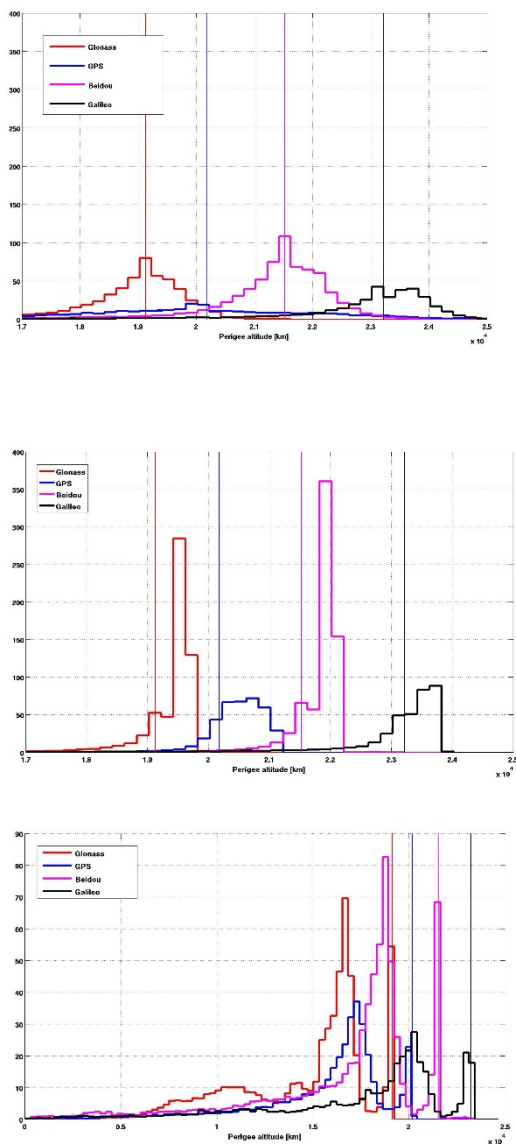 400
350
300
250
200
150
100
50
0
Glonass
GPS
Beidou
Galileo
1.7 1.8 1.9 2 2.1 2.2 2.3 2.4 2.5
Perigee altitude [km]
x 10⁴
400
350
300
250
200
150
100
50
0
Glonass
GPS
Beidou
Galileo
1.7 1.8 1.9 2 2.1 2.2 2.3 2.4 2.5
Perigee altitude [km]
x 10⁴
90
80
70
60
50
40
30
20
10
0
Glonass
GPS
Beidou
Galileo
0 0.5 1 1.5 2 2.5
Perigee altitude [km]
x 10⁴